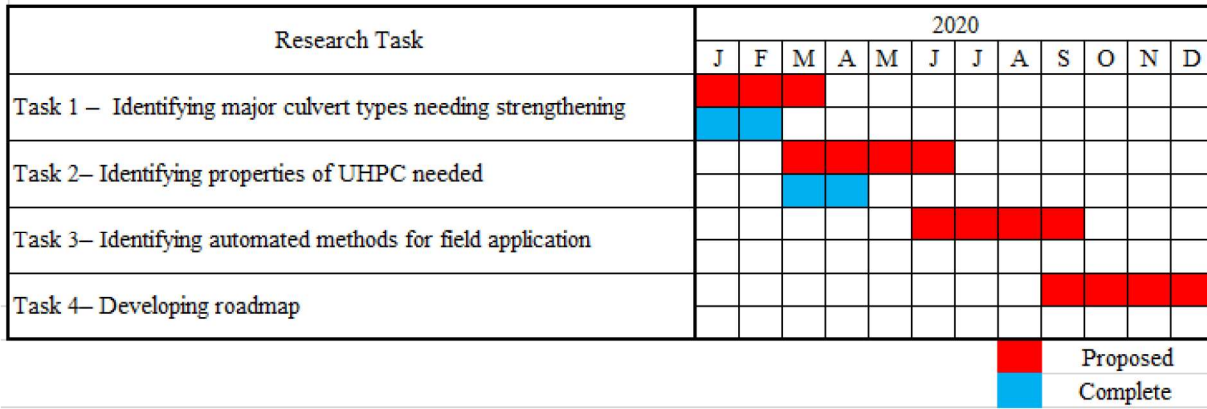 Research Task
2020
J F M A M J J A S O N D
Task 1 – Identifying major culvert types needing strengthening
Task 2– Identifying properties of UHPC needed
Task 3– Identifying automated methods for field application
Task 4– Developing roadmap
Proposed
Complete